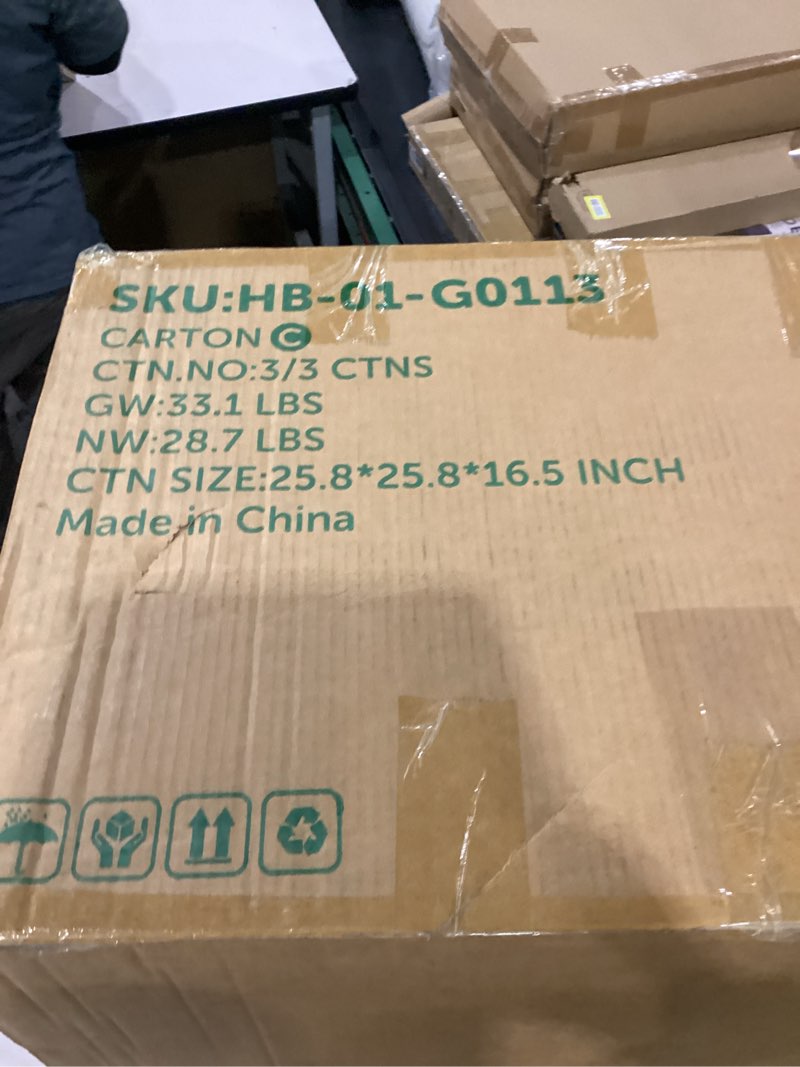 SKU:HB-01-G0113
CARTON C
CTN.NO:3/3 CTNS
GW:33.1 LBS
NW:28.7 LBS
CTN SIZE:25.8*25.8*16.5 INCH
Made in China